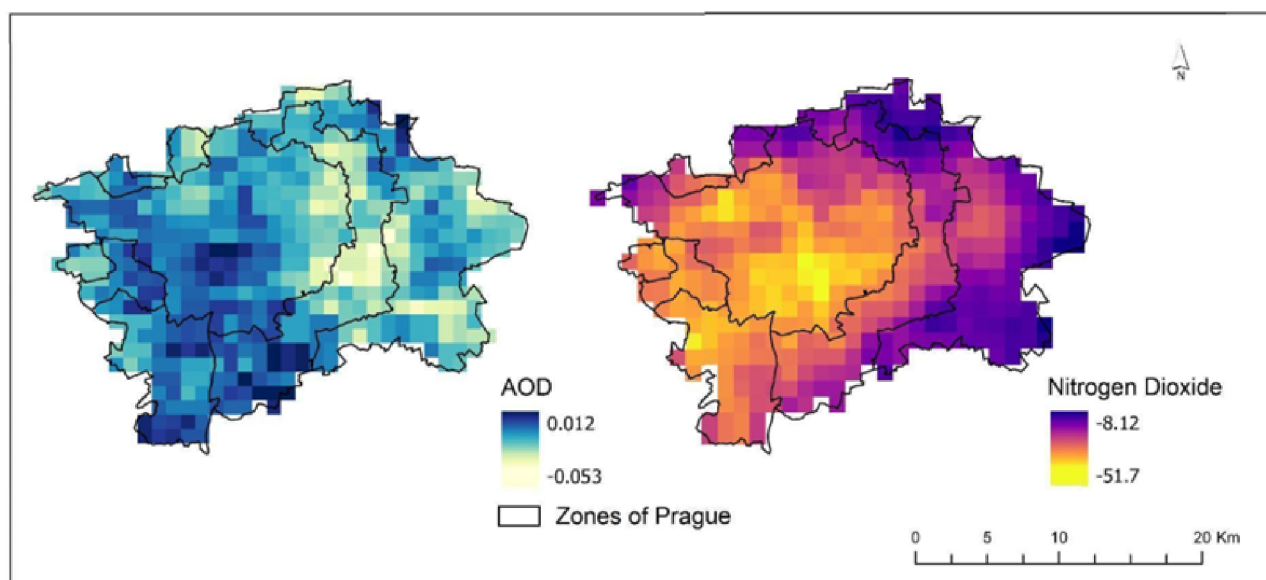 N
AOD
0.012
-0.053
Zones of Prague
Nitrogen Dioxide
-8.12
-51.7
0 5 10 20 Km